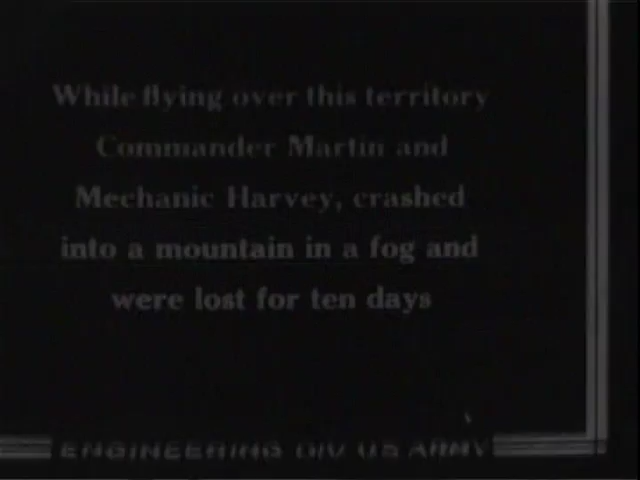 While flying over this territory
Commander Martin and
Mechanic Harvey, crashed
into a mountain in a fog and
were lost for ten days
ENGINEERING DIV US ARMY